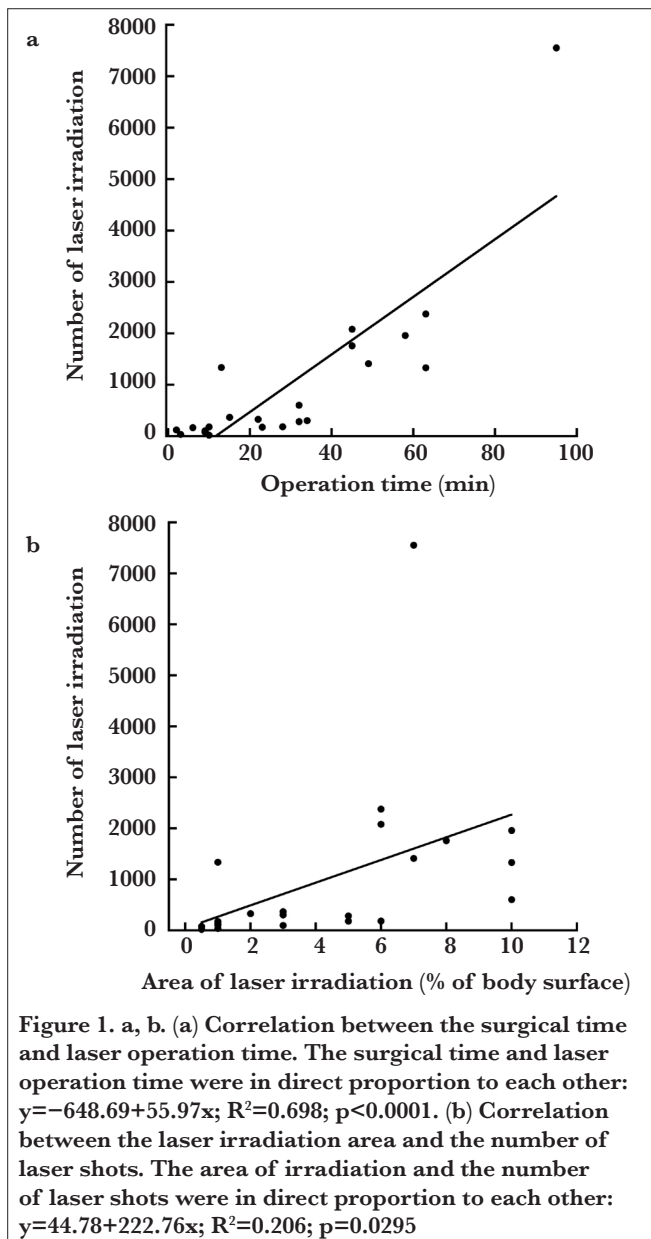 a
8000
7000
6000
5000
4000
3000
2000
1000
0
Number of laser irradiation
0 20 40 60 80 100
Operation time (min)
b
8000
7000
6000
5000
4000
3000
2000
1000
0
Number of laser irradiation
0 2 4 6 8 10 12
Area of laser irradiation (% of body surface)
Figure 1. a, b. (a) Correlation between the surgical time
and laser operation time. The surgical time and laser
operation time were in direct proportion to each other:
y=−648.69+55.97x; R²=0.698; p<0.0001. (b) Correlation
between the laser irradiation area and the number of
laser shots. The area of irradiation and the number
of laser shots were in direct proportion to each other:
y=44.78+222.76x; R²=0.206; p=0.0295